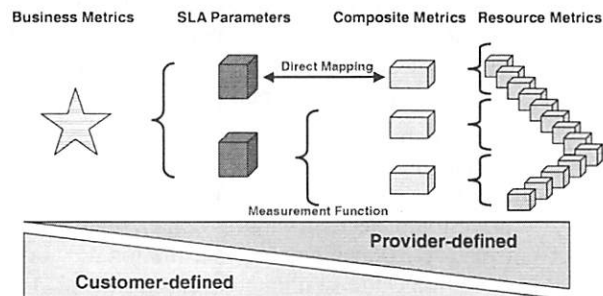 Business Metrics SLA Parameters Composite Metrics Resource Metrics
Direct Mapping
Measurement Function
Provider-defined
Customer-defined